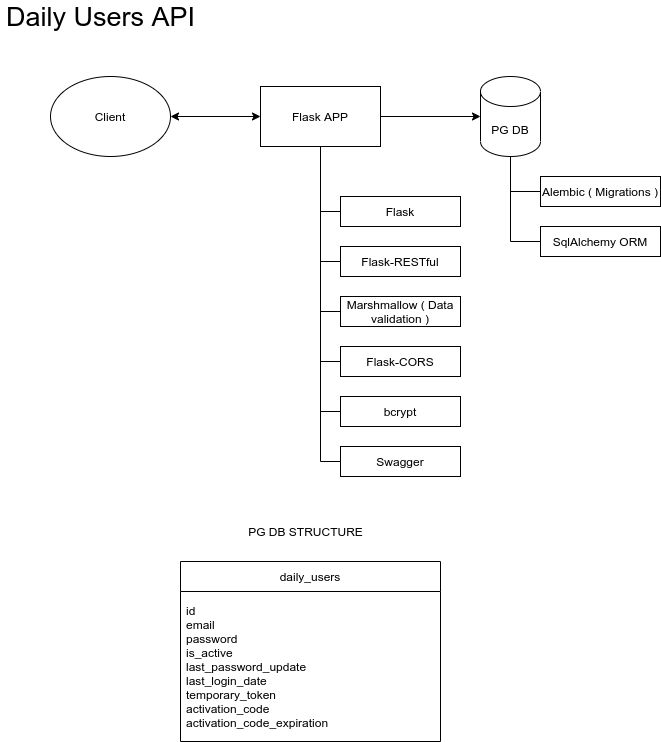 Daily Users API
Client
Flask APP
PG DB
Alembic ( Migrations )
SqlAlchemy ORM
Flask
Flask-RESTful
Marshmallow ( Data
validation )
Flask-CORS
bcrypt
Swagger
PG DB STRUCTURE
daily_users
id
email
password
is_active
last_password_update
last_login_date
temporary_token
activation_code
activation_code_expiration